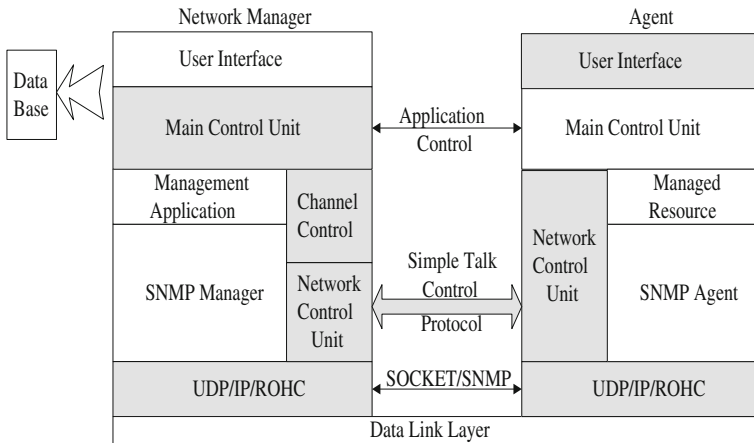 Network Manager
Agent
User Interface
User Interface
Data
Base
Main Control Unit
Application
Control
Main Control Unit
Management
Application
Channel
Control
Managed
Resource
SNMP Manager
Network
Control
Unit
Simple Talk
Control
Protocol
Network
Control
Unit
SNMP Agent
UDP/IP/ROHC
SOCKET/SNMP
UDP/IP/ROHC
Data Link Layer